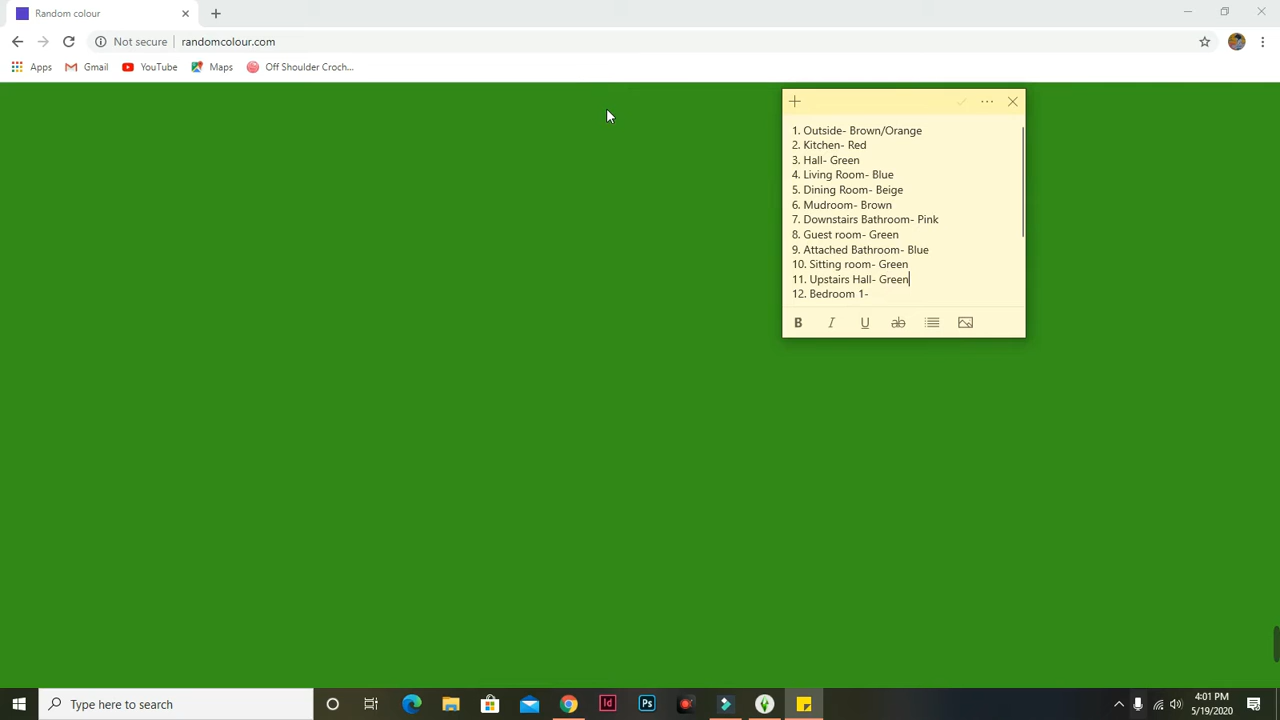 Random colour
Not secure
randomcolour.com
Apps
Gmail
YouTube
Maps
Off Shoulder Croch...
1. Outside- Brown/Orange
2. Kitchen- Red
3. Hall- Green
4. Living Room- Blue
5. Dining Room- Beige
6. Mudroom- Brown
7. Downstairs Bathroom- Pink
8. Guest room- Green
9. Attached Bathroom- Blue
10. Sitting room- Green
11. Upstairs Hall- Green
12. Bedroom 1-
B I U ab
Type here to search
Id
Ps
4:01 PM
5/19/2020